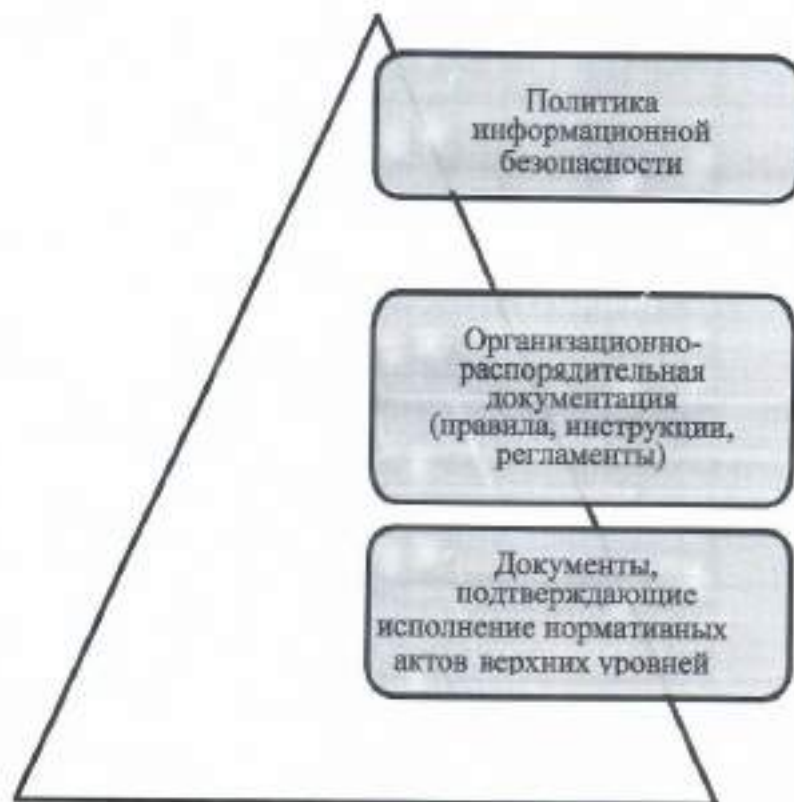 Политика
информационной
безопасности
Организационно-
распорядительная
документация
(правила, инструкции,
регламенты)
Документы,
подтверждающие
исполнение нормативных
актов верхних уровней